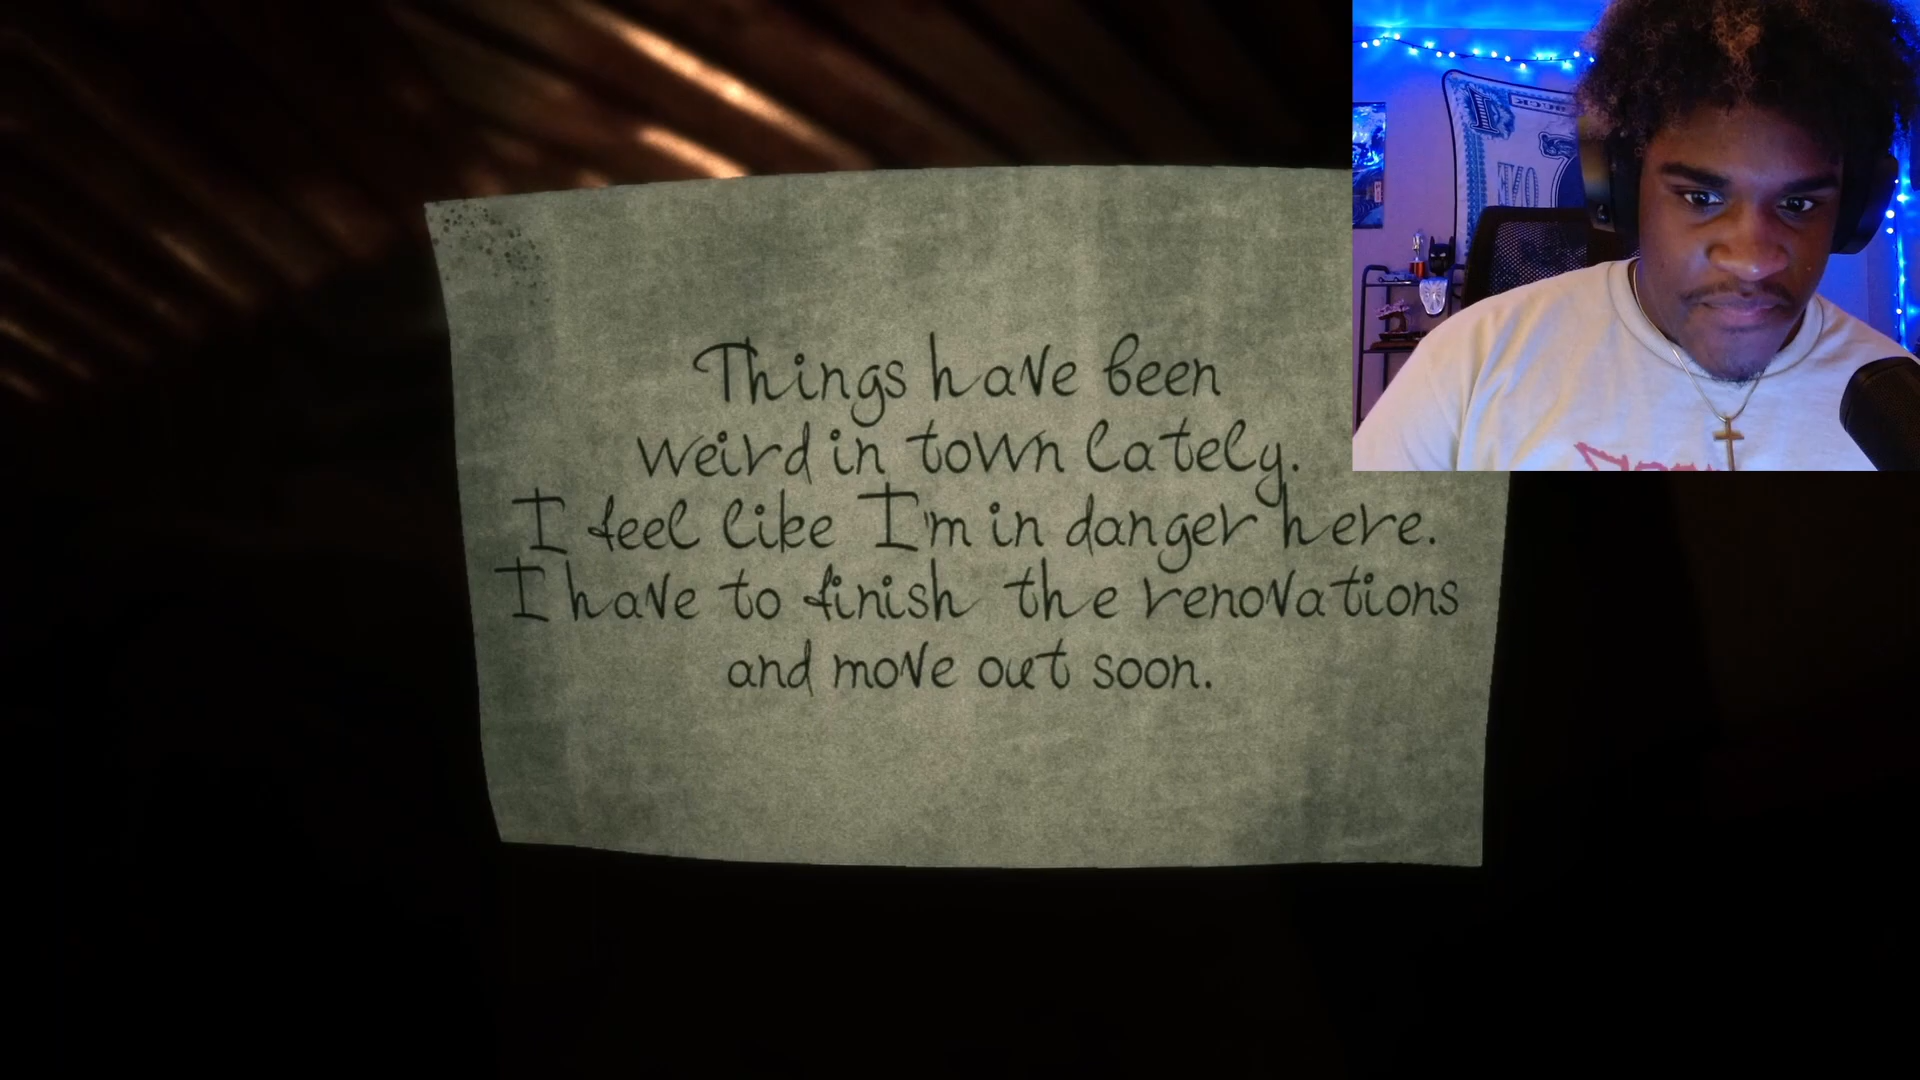 Things have been
weird in town lately.
I feel like I'm in danger here.
I have to finish the renovations
and move out soon.